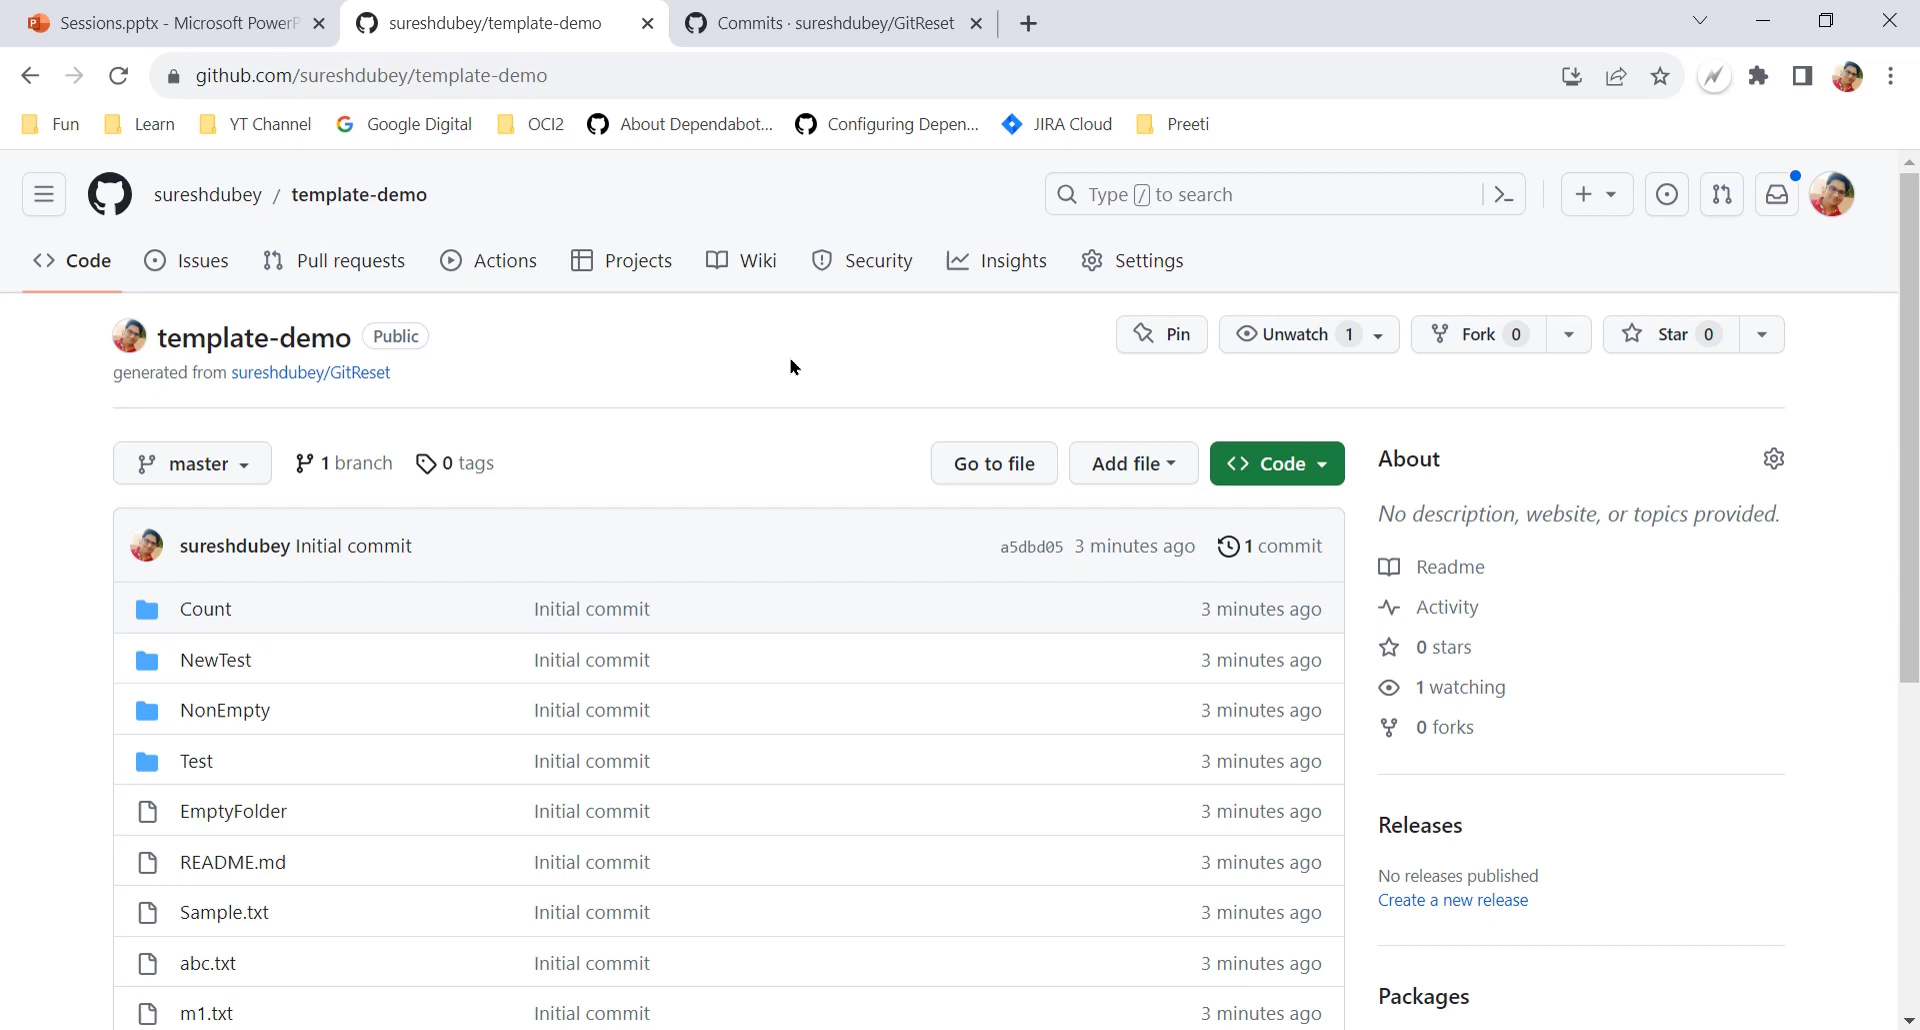 Sessions.pptx - Microsoft PowerP
sureshdubey/template-demo
Commits · sureshdubey/GitReset
github.com/sureshdubey/template-demo
Fun
Learn
YT Channel
Google Digital
OCI2
About Dependabot...
Configuring Depen...
JIRA Cloud
Preeti
sureshdubey / template-demo
Type / to search
Code
Issues
Pull requests
Actions
Projects
Wiki
Security
Insights
Settings
template-demo Public
Pin
Unwatch 1
Fork 0
Star 0
generated from sureshdubey/GitReset
master
1 branch
0 tags
Go to file
Add file
Code
About
No description, website, or topics provided.
sureshdubey Initial commit
a5dbd05 3 minutes ago
1 commit
Readme
Count Initial commit 3 minutes ago
Activity
0 stars
NewTest Initial commit 3 minutes ago
1 watching
NonEmpty Initial commit 3 minutes ago
0 forks
Test Initial commit 3 minutes ago
EmptyFolder Initial commit 3 minutes ago
Releases
README.md Initial commit 3 minutes ago
No releases published
Create a new release
Sample.txt Initial commit 3 minutes ago
abc.txt Initial commit 3 minutes ago
Packages
m1.txt Initial commit 3 minutes ago